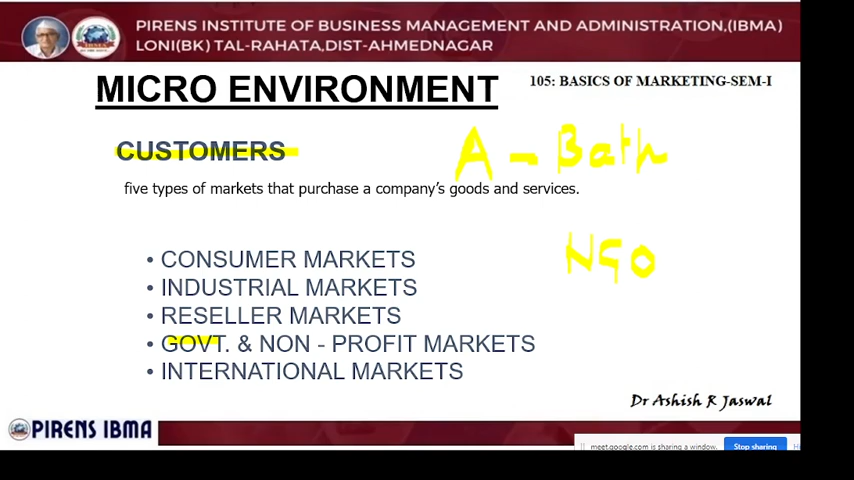 PIRENS INSTITUTE OF BUSINESS MANAGEMENT AND ADMINISTRATION,(IBMA)
LONI(BK) TAL-RAHATA,DIST-AHMEDNAGAR
MICRO ENVIRONMENT
105: BASICS OF MARKETING-SEM-I
CUSTOMERS
A - Bath
five types of markets that purchase a company's goods and services.
NGO
• CONSUMER MARKETS
• INDUSTRIAL MARKETS
• RESELLER MARKETS
• GOVT. & NON - PROFIT MARKETS
• INTERNATIONAL MARKETS
Dr Ashish R Jaswal
PIRENS IBMA
meet.google.com is sharing a window.
Stop sharing